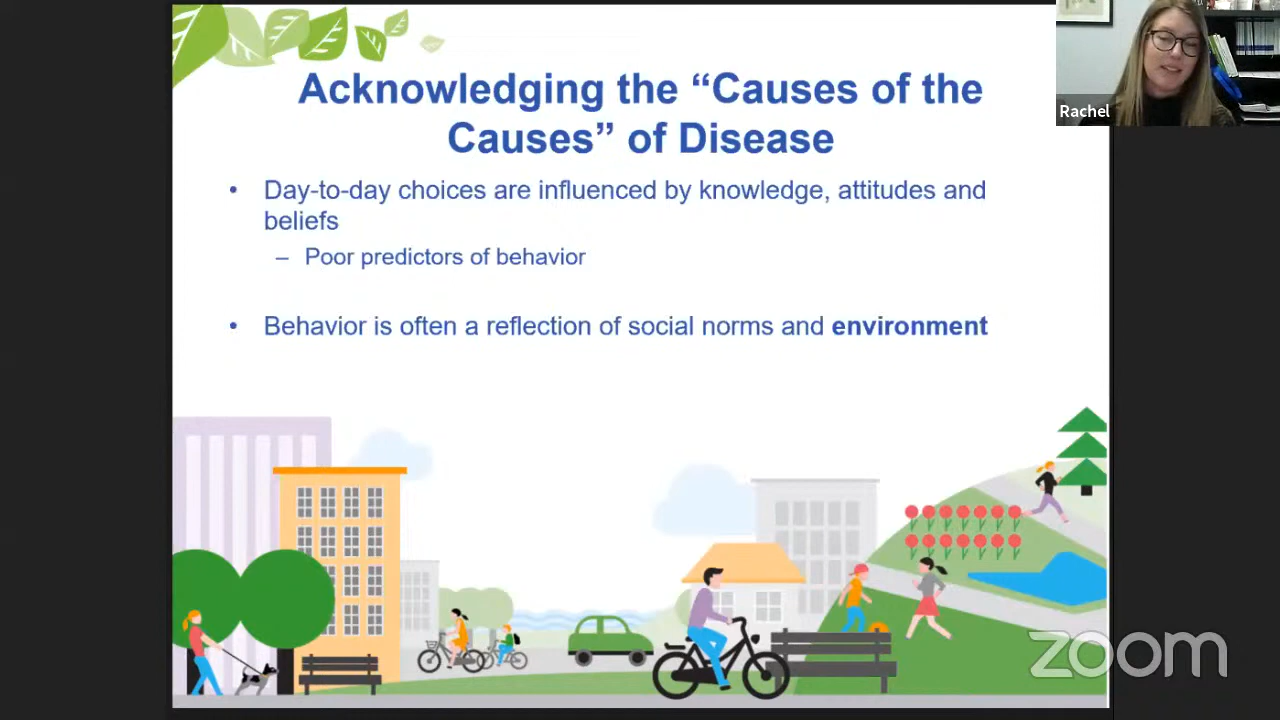 Acknowledging the “Causes of the
Causes” of Disease
• Day-to-day choices are influenced by knowledge, attitudes and
beliefs
– Poor predictors of behavior
• Behavior is often a reflection of social norms and environment
Rachel
zoom